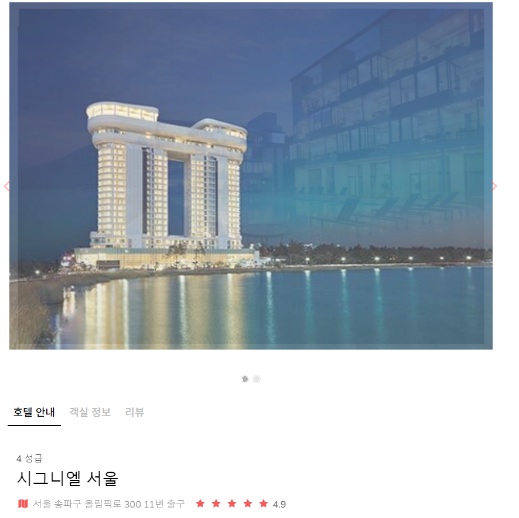 호텔 안내 객실 정보 리뷰
4 성급
시그니엘 서울
서울 송파구 올림픽로 300 11번 출구 4.9